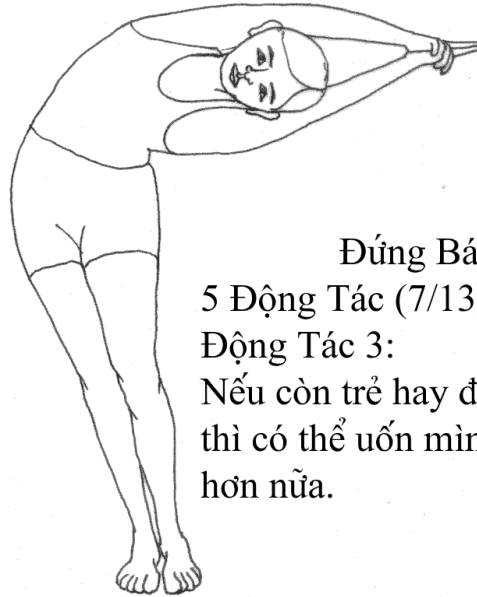 Đứng Bá
5 Động Tác (7/13
Động Tác 3:
Nếu còn trẻ hay đ
thì có thể uốn mìn
hơn nữa.